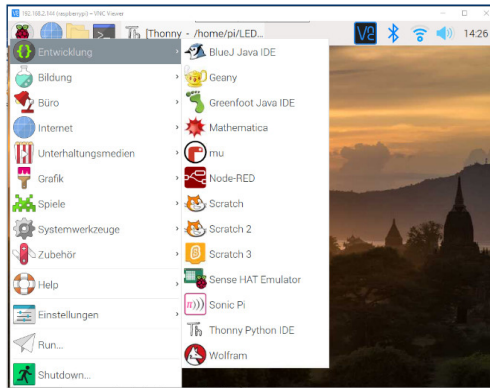 192.168.2.144 (raspberrypi) - VNC Viewer
[Thonny - /home/pi/LED...
14:26
Entwicklung
Bildung
Büro
Internet
Unterhaltungsmedien
Grafik
Spiele
Systemwerkzeuge
Zubehör
Help
Einstellungen
Run...
Shutdown...
BlueJ Java IDE
Geany
Greenfoot Java IDE
Mathematica
mu
Node-RED
Scratch
Scratch 2
Scratch 3
Sense HAT Emulator
Sonic Pi
Thonny Python IDE
Wolfram